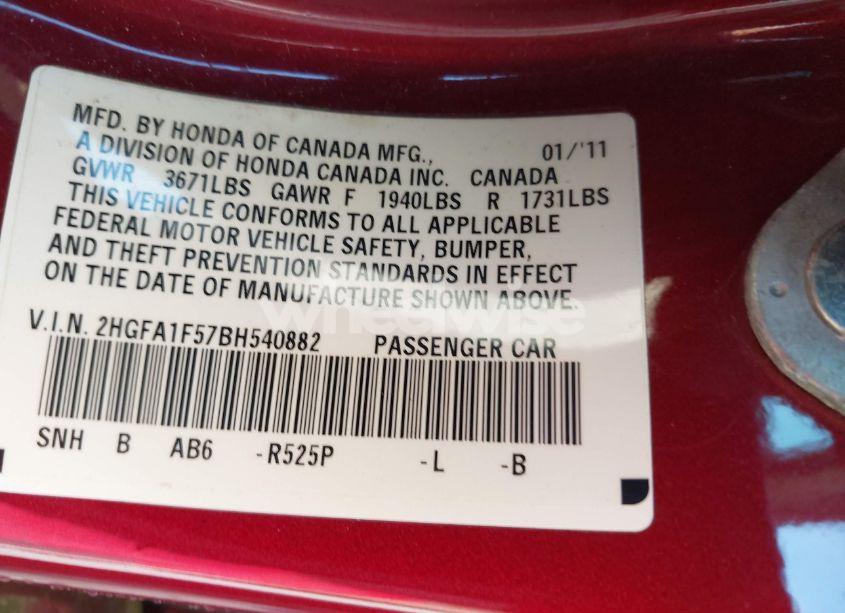 MFD. BY HONDA OF CANADA MFG., 01/'11
A DIVISION OF HONDA CANADA INC. CANADA
GVWR 3671LBS GAWR F 1940LBS R 1731LBS
THIS VEHICLE CONFORMS TO ALL APPLICABLE
FEDERAL MOTOR VEHICLE SAFETY, BUMPER,
AND THEFT PREVENTION STANDARDS IN EFFECT
ON THE DATE OF MANUFACTURE SHOWN ABOVE.
wheelwise
V.I.N. 2HGFA1F57BH540882 PASSENGER CAR
SNH B AB6 -R525P -L -B